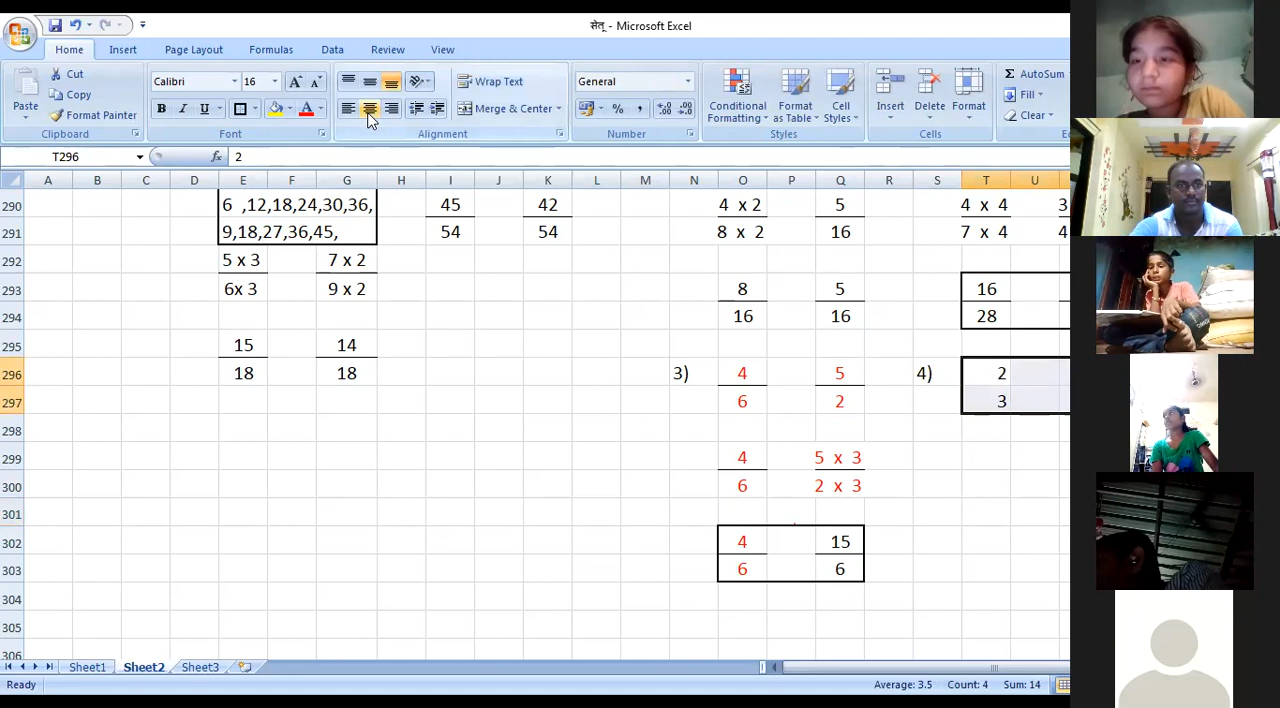 सेतू - Microsoft Excel
Home Insert Page Layout Formulas Data Review View
Cut
Copy
Format Painter
Paste
Clipboard
Calibri 16
B I U
Font
Wrap Text
Merge & Center
Alignment
General
% ,
Number
Conditional Formatting
Format as Table
Cell Styles
Styles
Insert Delete Format
Cells
AutoSum
Fill
Clear
T296 fx 2
A B C D E F G H I J K L M N O P Q R S T U
290 6 ,12,18,24,30,36, 45 42 4 x 2 5 4 x 4 3
291 9,18,27,36,45, 54 54 8 x 2 16 7 x 4 4
292 5 x 3 7 x 2
293 6x 3 9 x 2 8 5 16
294 16 16 28
295 15 14
296 18 18 3) 4 5 4) 2
297 6 2 3
298
299 4 5 x 3
300 6 2 x 3
301
302 4 15
303 6 6
304
305
306
Sheet1 Sheet2 Sheet3
Ready Average: 3.5 Count: 4 Sum: 14